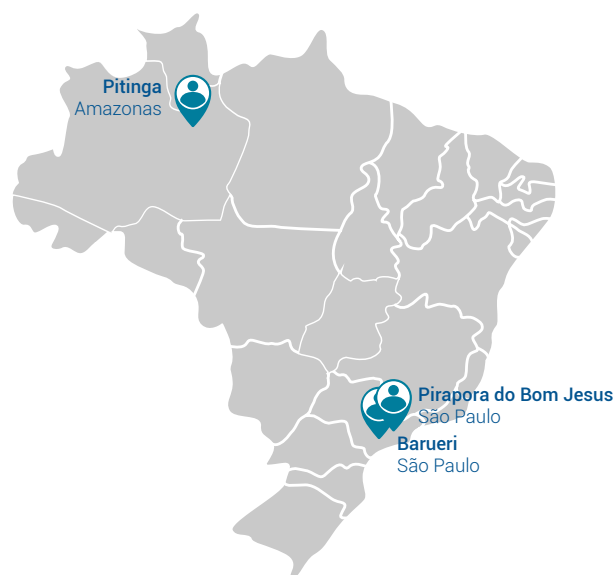 Pitinga
Amazonas
Pirapora do Bom Jesus
São Paulo
Barueri
São Paulo